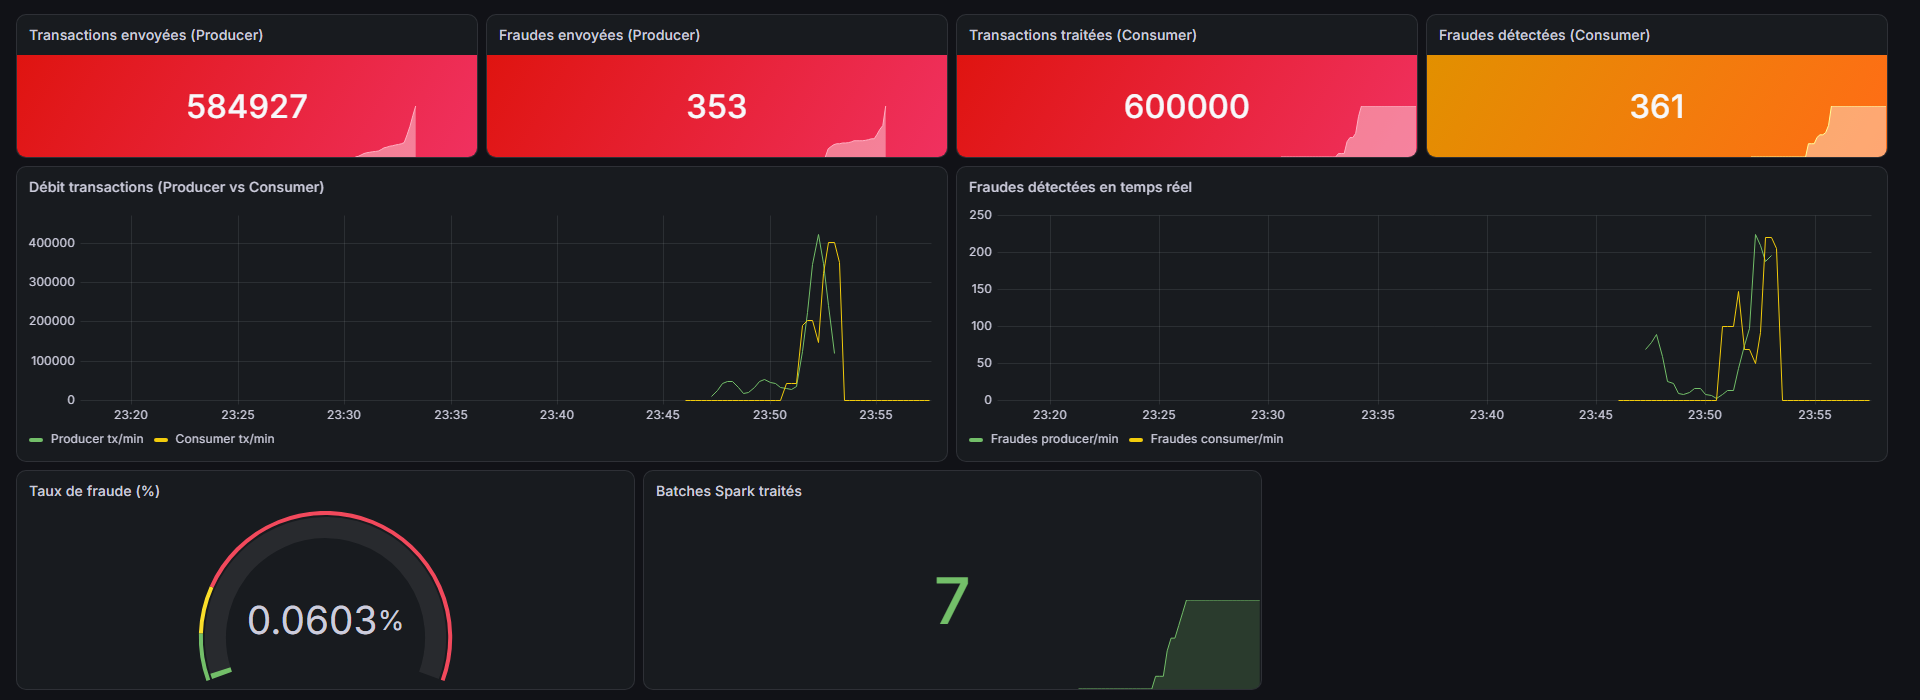 Transactions envoyées (Producer)
584927
Fraudes envoyées (Producer)
353
Transactions traitées (Consumer)
600000
Fraudes détectées (Consumer)
361
Débit transactions (Producer vs Consumer)
400000
300000
200000
100000
0
23:20 23:25 23:30 23:35 23:40 23:45 23:50 23:55
Producer tx/min Consumer tx/min
Fraudes détectées en temps réel
250
200
150
100
50
0
23:20 23:25 23:30 23:35 23:40 23:45 23:50 23:55
Fraudes producer/min Fraudes consumer/min
Taux de fraude (%)
0.0603%
Batches Spark traités
7